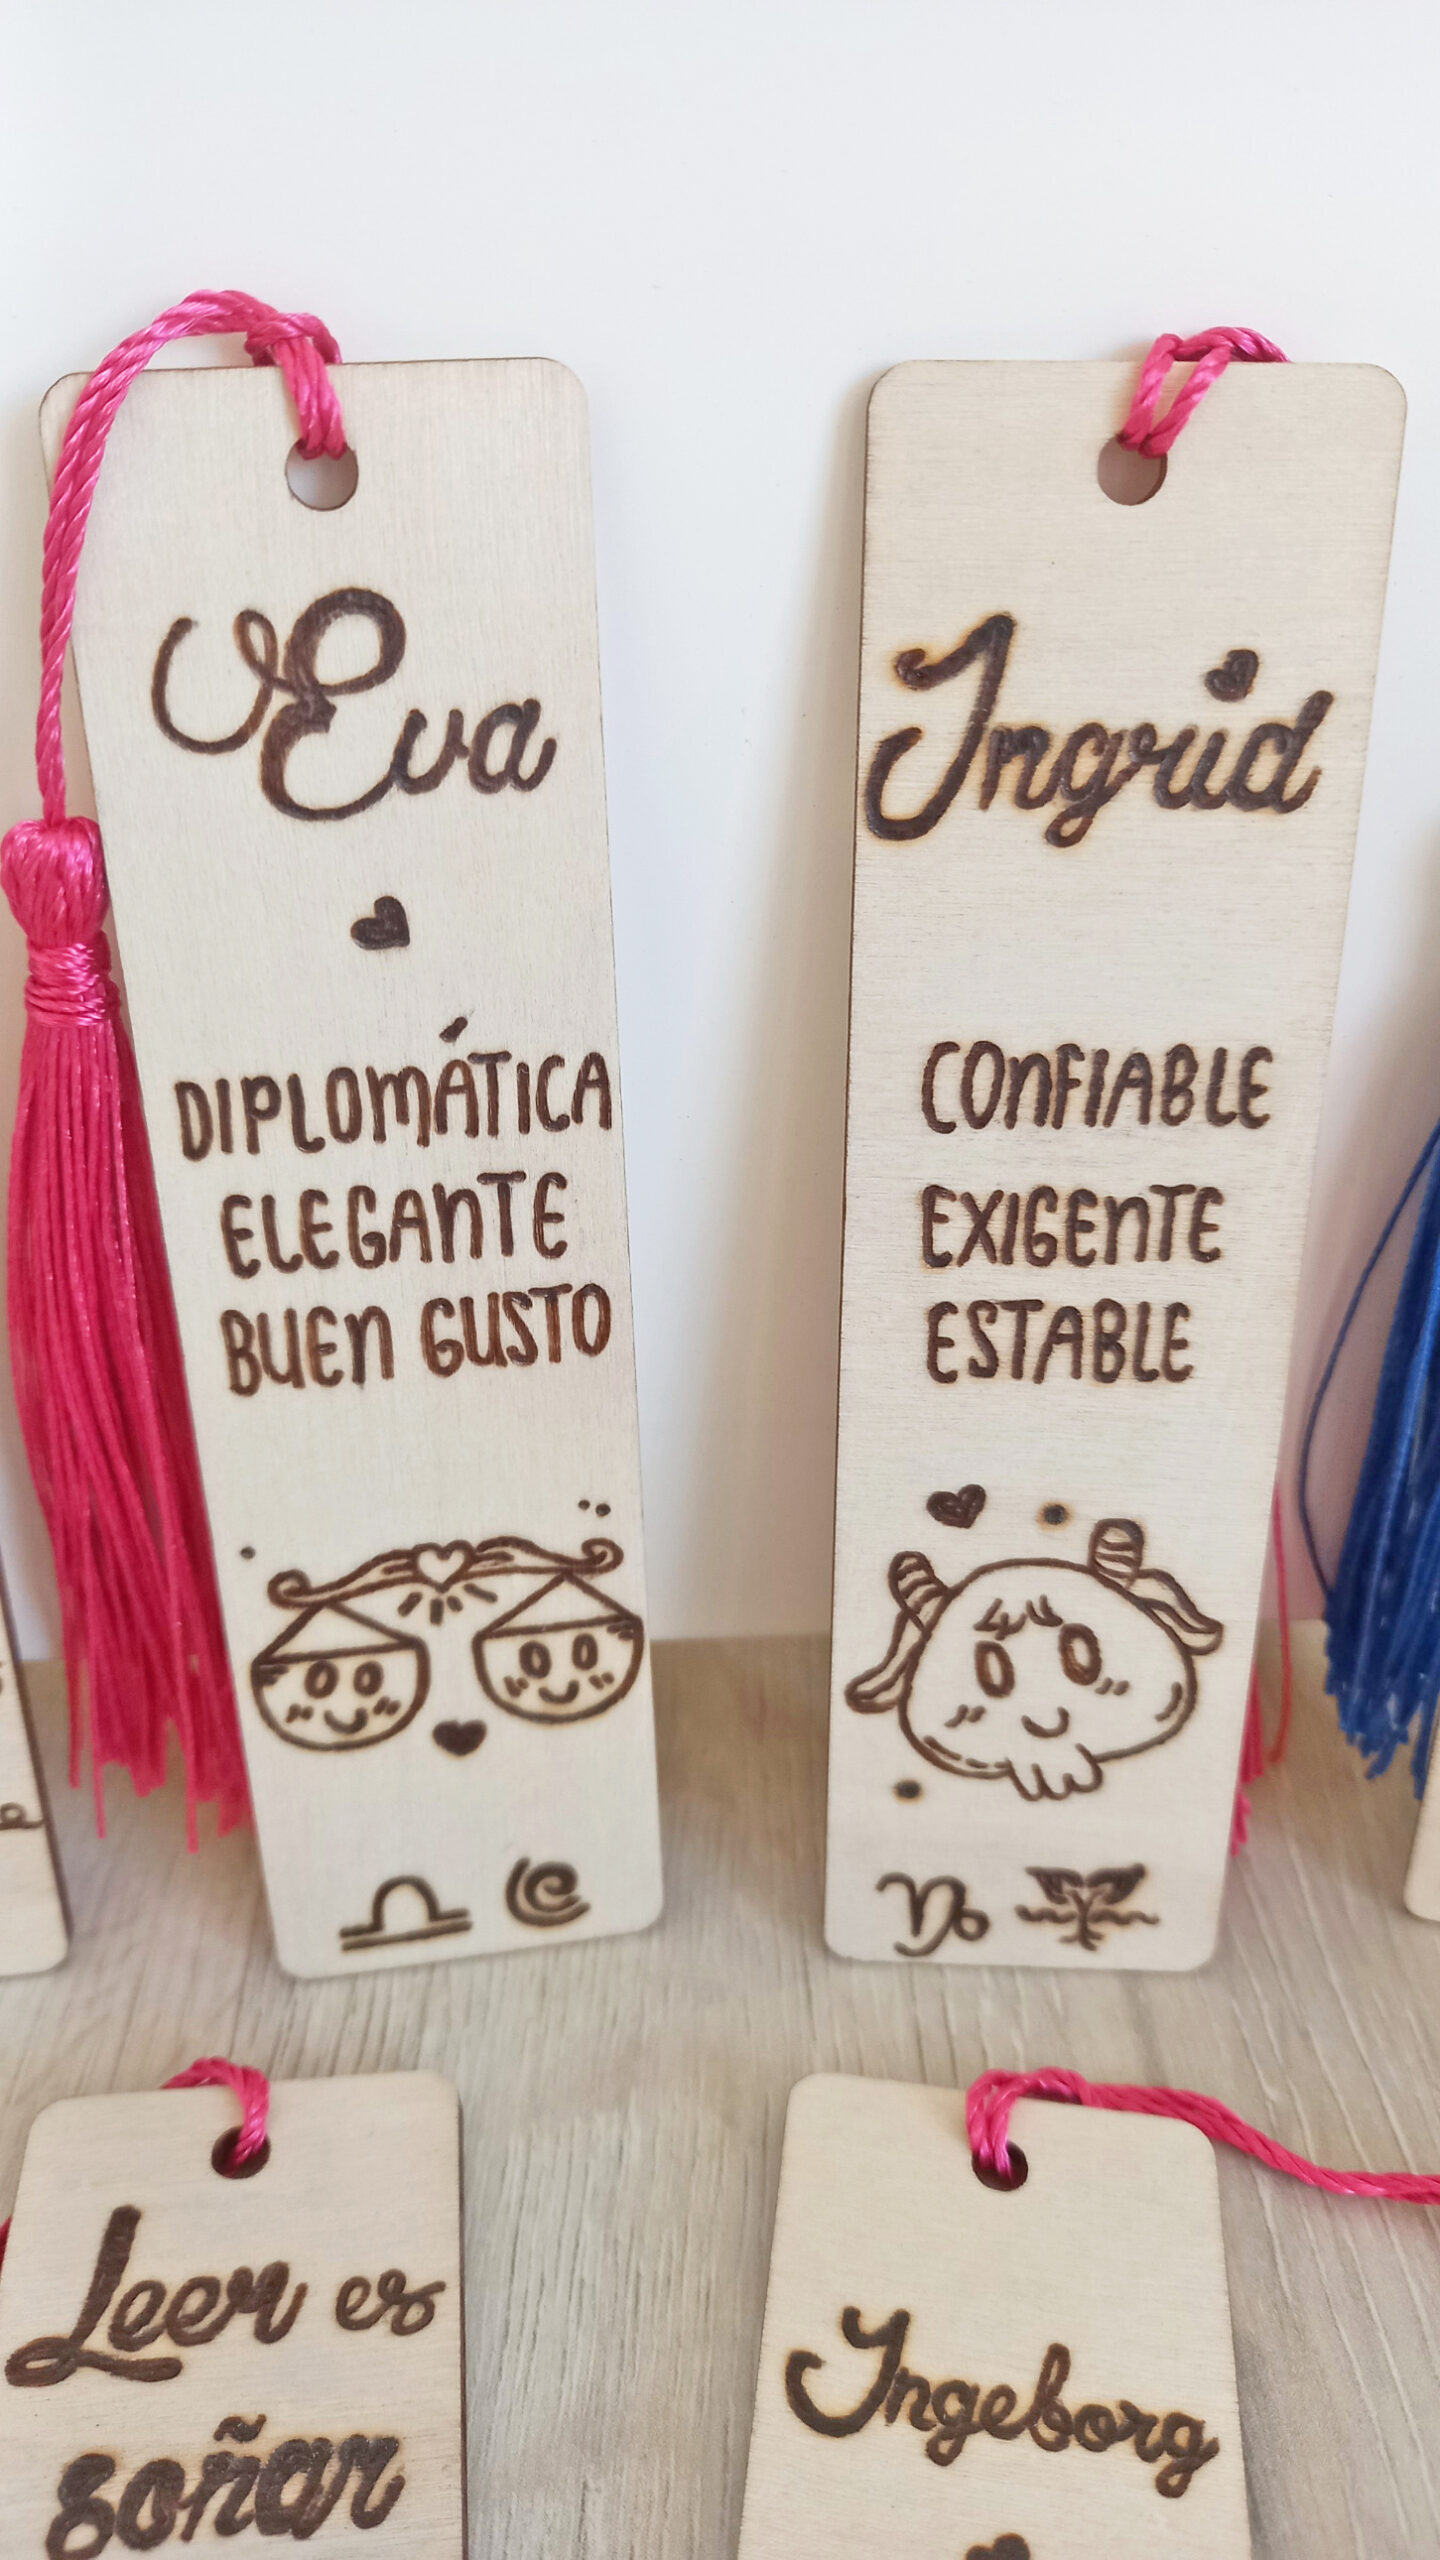 Eva
DIPLOMÁTICA
ELEGANTE
BUEN GUSTO
Ingrid
CONFIABLE
EXIGENTE
ESTABLE
Leer es
soñar
Ingeborg